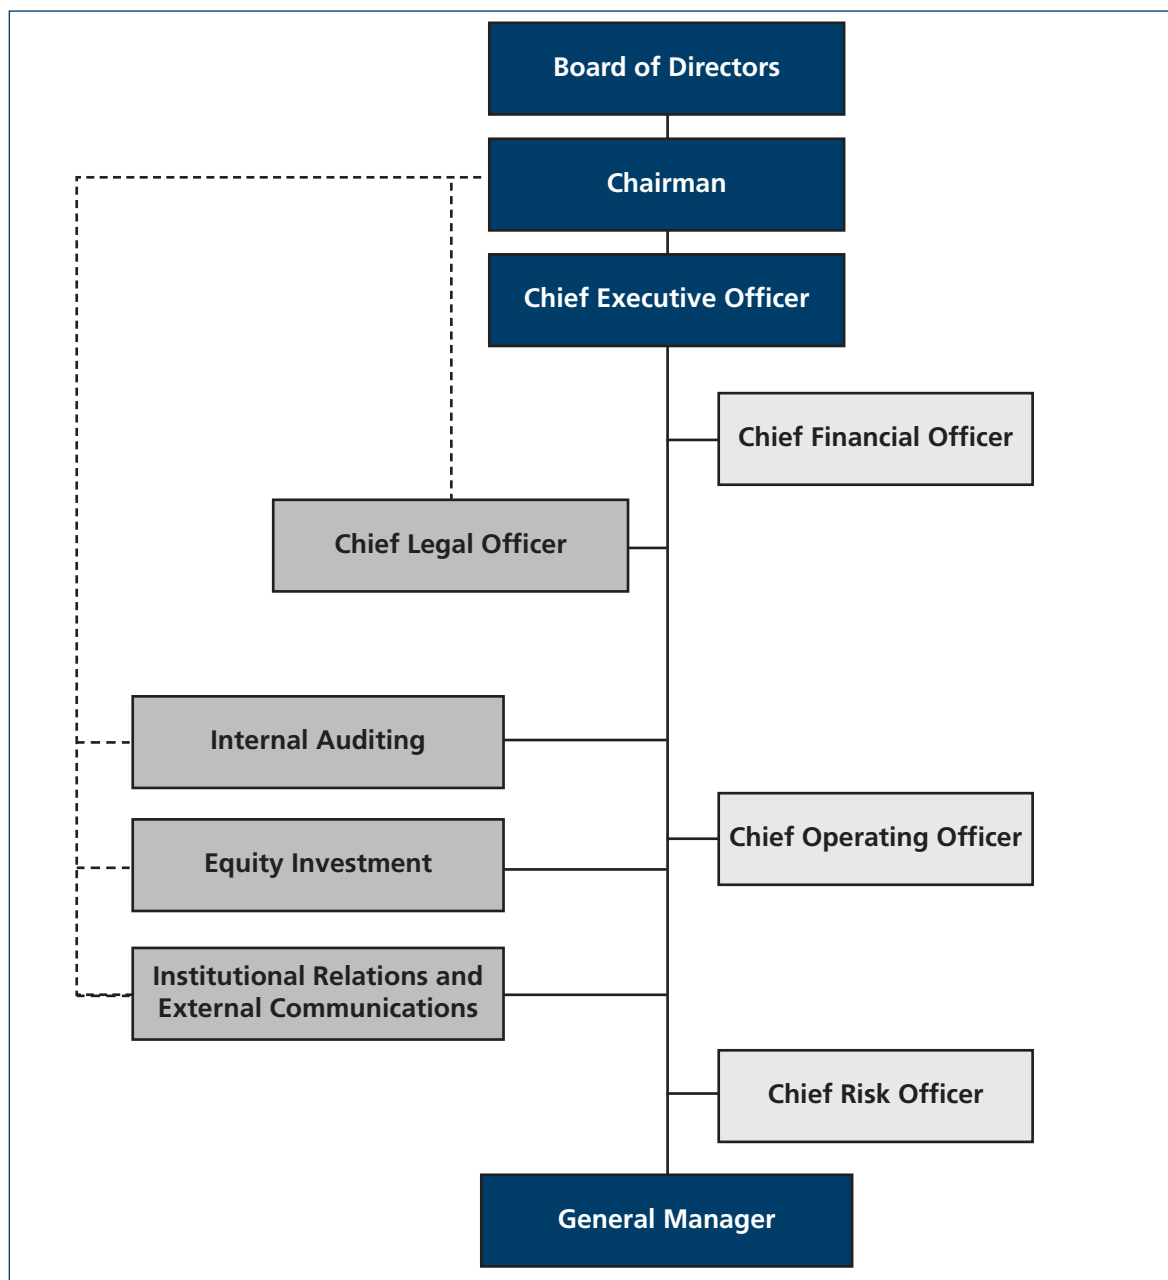 Board of Directors
Chairman
Chief Executive Officer
Chief Financial Officer
Chief Legal Officer
Internal Auditing
Chief Operating Officer
Equity Investment
Institutional Relations and
External Communications
Chief Risk Officer
General Manager